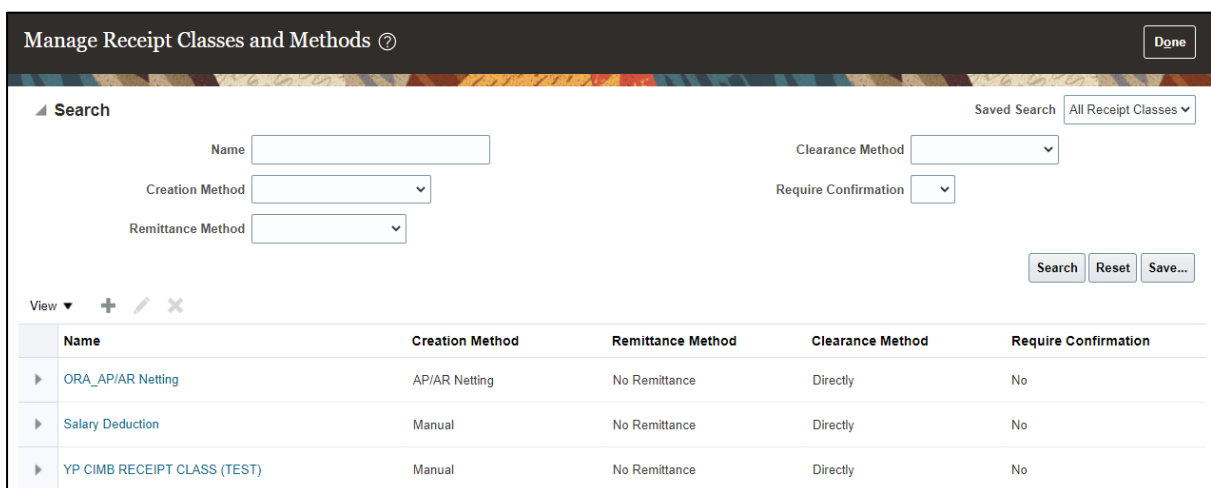 Manage Receipt Classes and Methods ?
Done
Search
Saved Search All Receipt Classes
Name
Clearance Method
Creation Method
Require Confirmation
Remittance Method
Search Reset Save...
View
Name Creation Method Remittance Method Clearance Method Require Confirmation
ORA_AP/AR Netting AP/AR Netting No Remittance Directly No
Salary Deduction Manual No Remittance Directly No
YP CIMB RECEIPT CLASS (TEST) Manual No Remittance Directly No